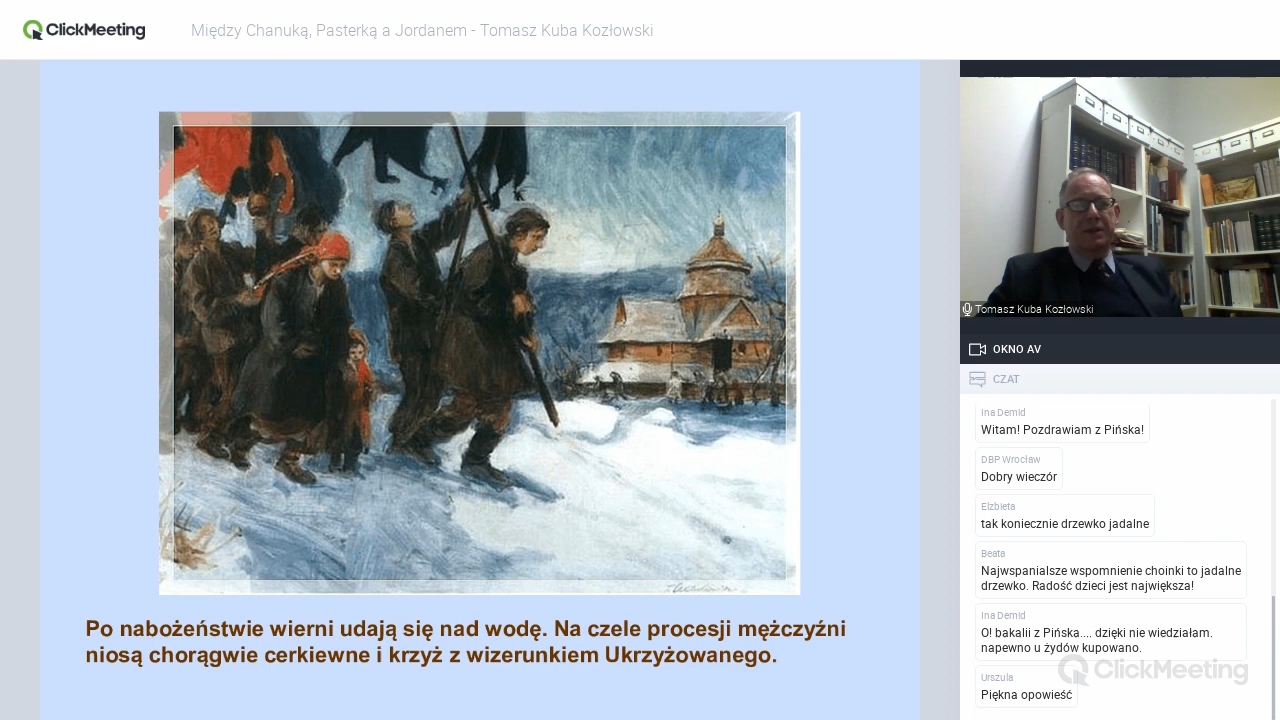 ClickMeeting
Między Chanuką, Pasterką a Jordanem - Tomasz Kuba Kozłowski
Po nabożeństwie wierni udają się nad wodę. Na czele procesji mężczyźni
niosą chorągwie cerkiewne i krzyż z wizerunkiem Ukrzyżowanego.
Tomasz Kuba Kozłowski
OKNO AV
CZAT
Ina Demid
Witam! Pozdrawiam z Pińska!
DBP Wrocław
Dobry wieczór
Elżbieta
tak koniecznie drzewko jadalne
Beata
Najwspanialsze wspomnienie choinki to jadalne
drzewko. Radość dzieci jest największa!
Ina Demid
O! bakalii z Pińska.... dzięki nie wiedziałam.
napewno u żydów kupowano.
Urszula
Piękna opowieść
ClickMeeting